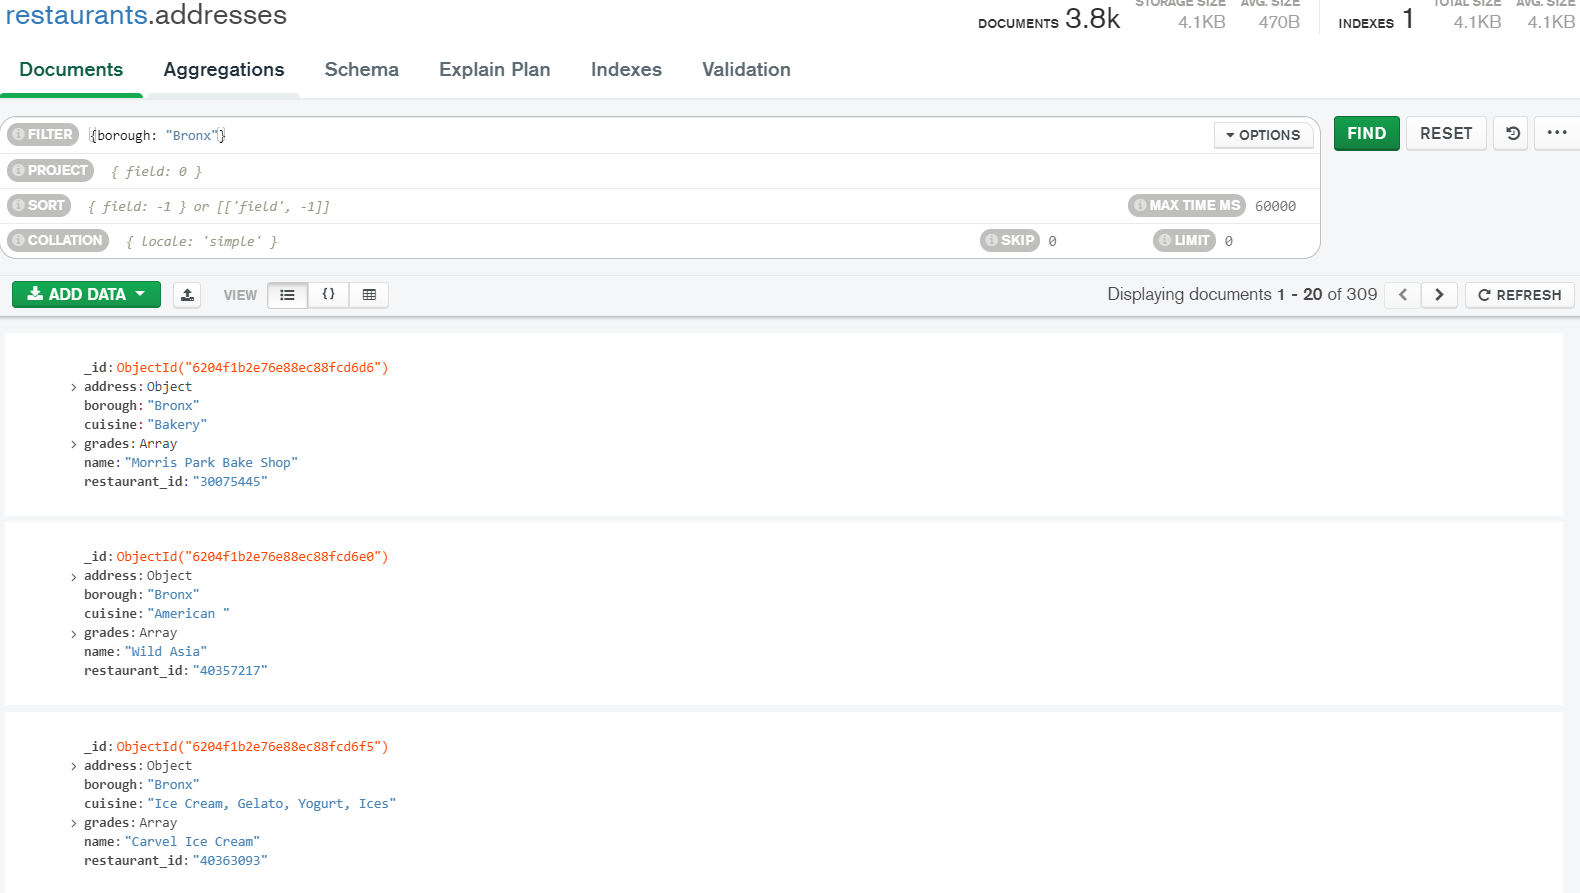 restaurants.addresses
DOCUMENTS 3.8k STORAGE SIZE 4.1KB AVG. SIZE 470B INDEXES 1 TOTAL SIZE 4.1KB AVG. SIZE 4.1KB
Documents Aggregations Schema Explain Plan Indexes Validation
FILTER {borough: "Bronx"} OPTIONS FIND RESET ...
PROJECT { field: 0 }
SORT { field: -1 } or [['field', -1]] MAX TIME MS 60000
COLLATION { locale: 'simple' } SKIP 0 LIMIT 0
ADD DATA VIEW {} Displaying documents 1 - 20 of 309 < > REFRESH
_id: ObjectId("6204f1b2e76e88ec88fcd6d6")
> address: Object
borough: "Bronx"
cuisine: "Bakery"
> grades: Array
name: "Morris Park Bake Shop"
restaurant_id: "30075445"
_id: ObjectId("6204f1b2e76e88ec88fcd6e0")
> address: Object
borough: "Bronx"
cuisine: "American "
> grades: Array
name: "Wild Asia"
restaurant_id: "40357217"
_id: ObjectId("6204f1b2e76e88ec88fcd6f5")
> address: Object
borough: "Bronx"
cuisine: "Ice Cream, Gelato, Yogurt, Ices"
> grades: Array
name: "Carvel Ice Cream"
restaurant_id: "40363093"